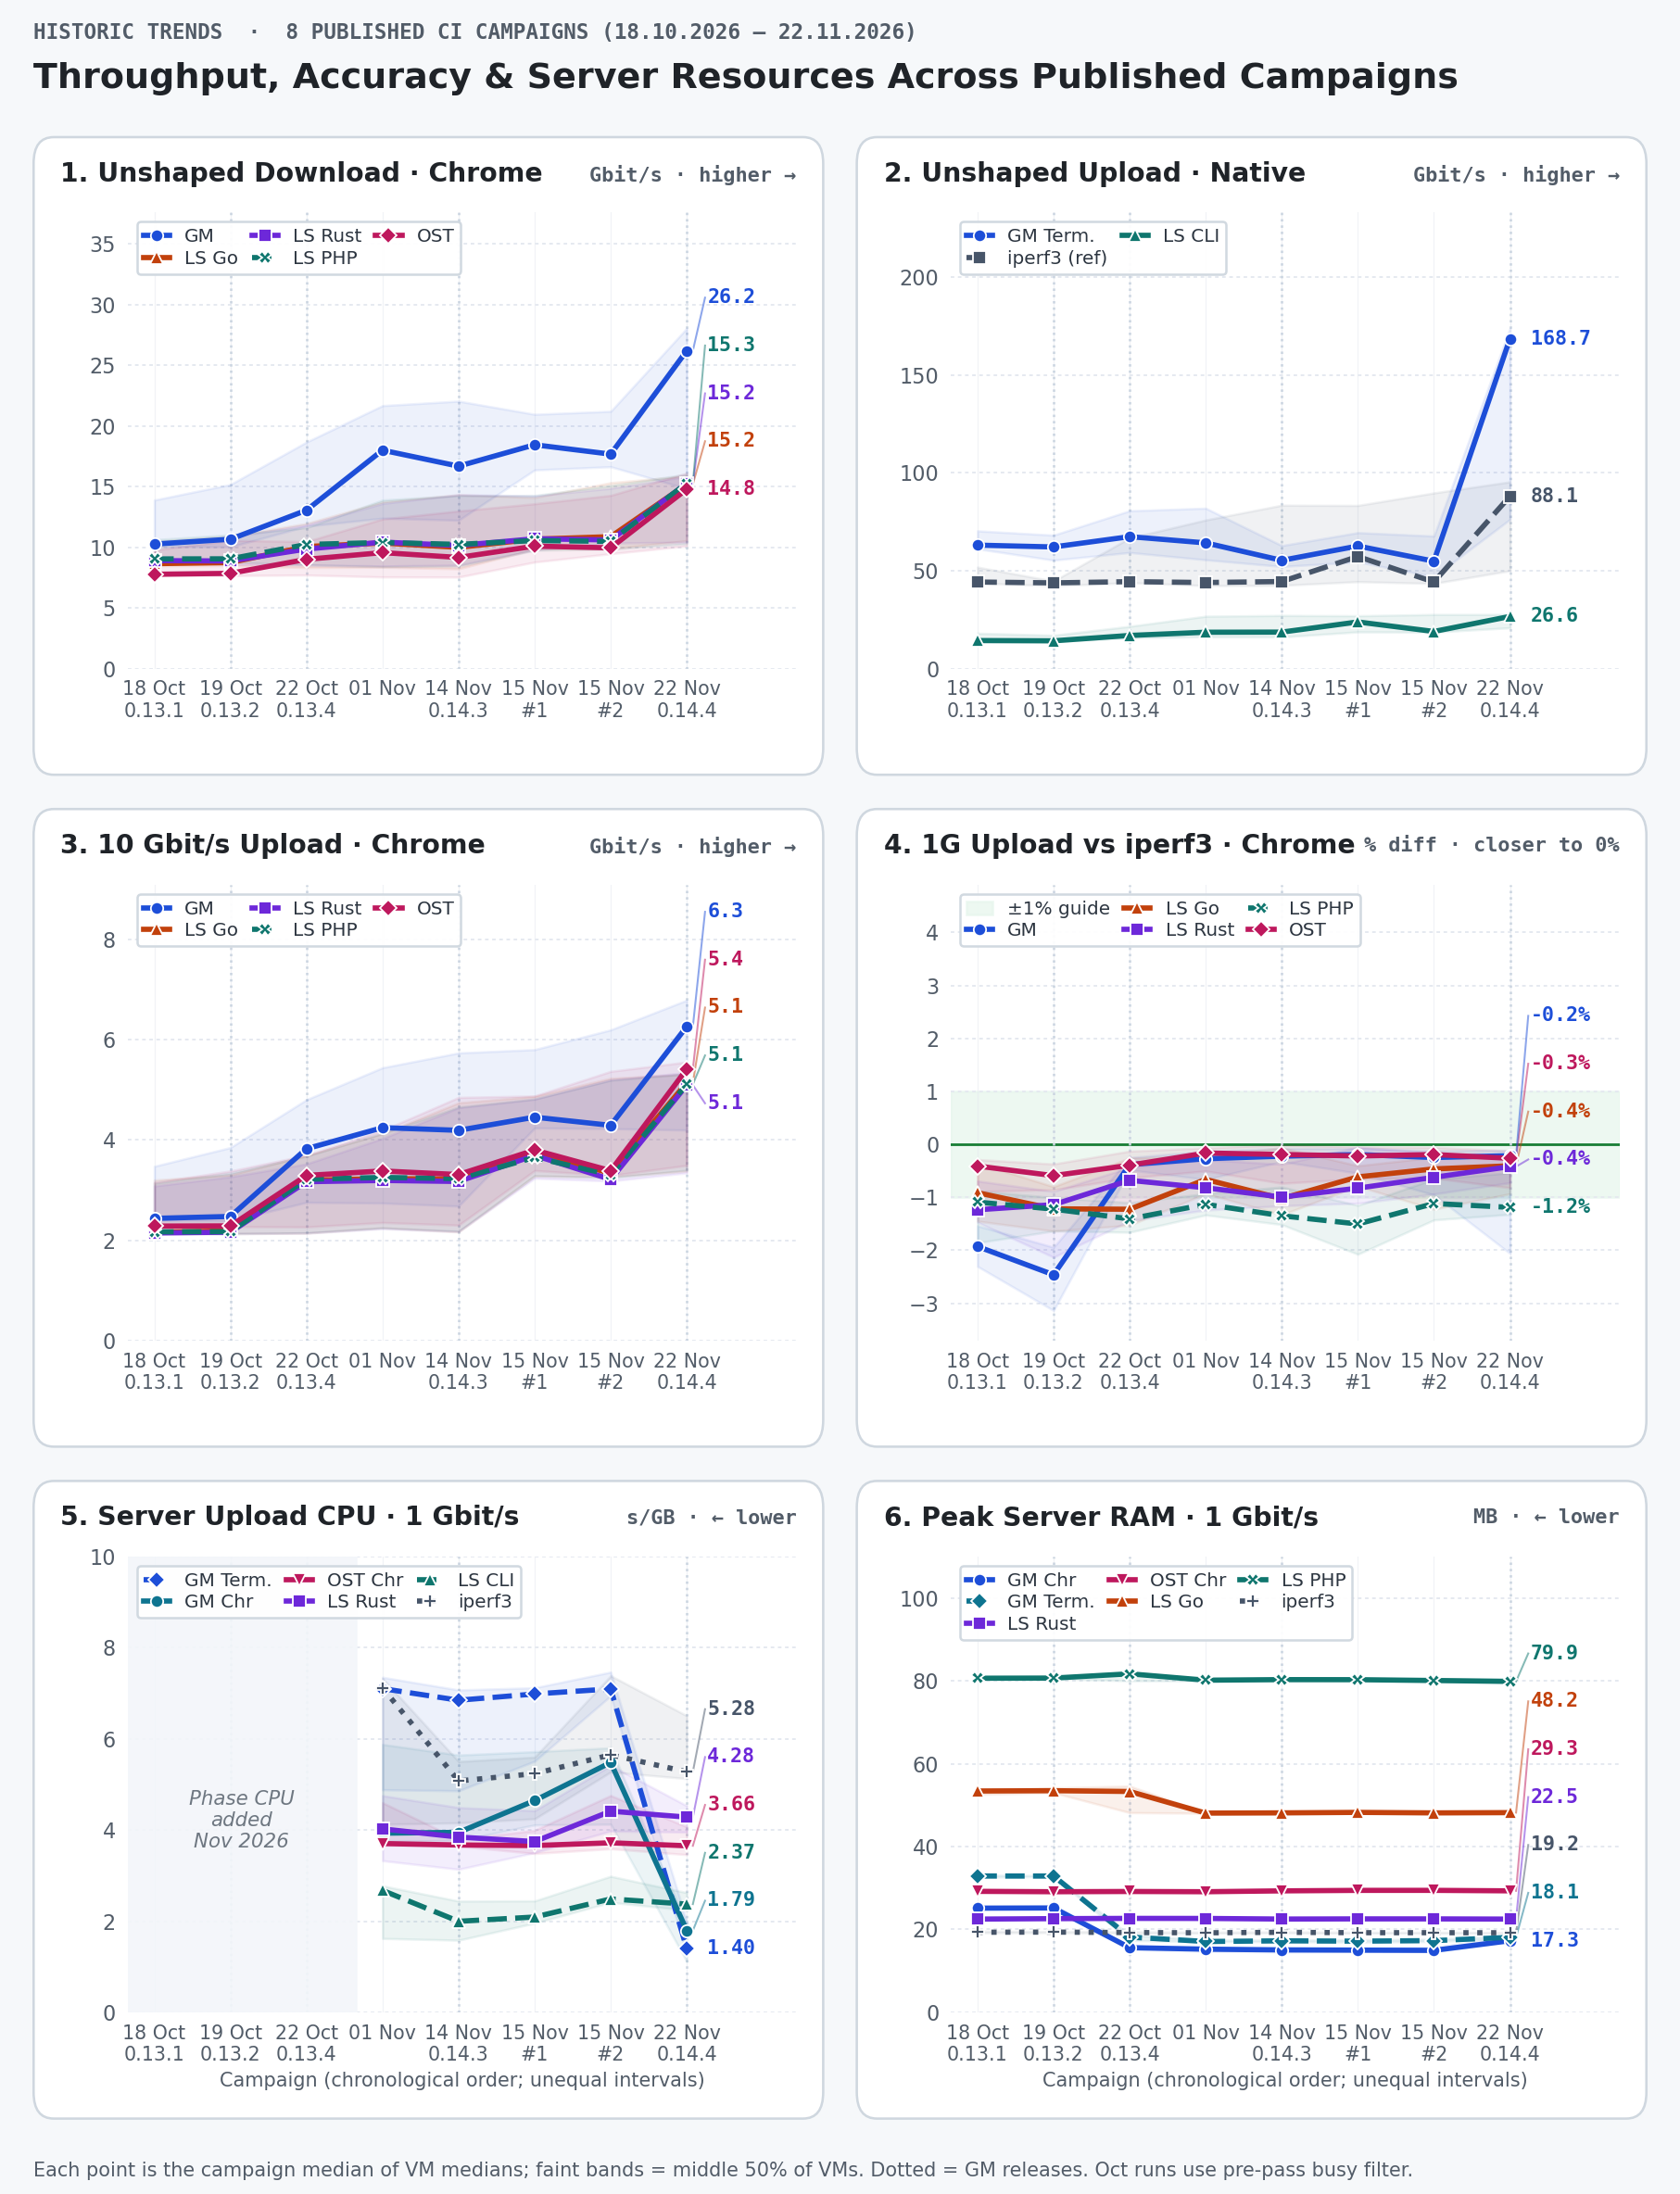 HISTORIC TRENDS · 8 PUBLISHED CI CAMPAIGNS (18.10.2026 – 22.11.2026)
Throughput, Accuracy & Server Resources Across Published Campaigns
1. Unshaped Download · Chrome
Gbit/s · higher →
GM
LS Rust
OST
LS Go
LS PHP
35
30
25
20
15
10
5
0
26.2
15.3
15.2
15.2
14.8
18 Oct 19 Oct 22 Oct 01 Nov 14 Nov 15 Nov 15 Nov 22 Nov
0.13.1 0.13.2 0.13.4 0.14.3 #1 #2 0.14.4
2. Unshaped Upload · Native
Gbit/s · higher →
GM Term.
LS CLI
iperf3 (ref)
200
150
100
50
0
168.7
88.1
26.6
18 Oct 19 Oct 22 Oct 01 Nov 14 Nov 15 Nov 15 Nov 22 Nov
0.13.1 0.13.2 0.13.4 0.14.3 #1 #2 0.14.4
3. 10 Gbit/s Upload · Chrome
Gbit/s · higher →
GM
LS Rust
OST
LS Go
LS PHP
8
6
4
2
0
6.3
5.4
5.1
5.1
5.1
18 Oct 19 Oct 22 Oct 01 Nov 14 Nov 15 Nov 15 Nov 22 Nov
0.13.1 0.13.2 0.13.4 0.14.3 #1 #2 0.14.4
4. 1G Upload vs iperf3 · Chrome
% diff · closer to 0%
±1% guide
LS Go
LS PHP
GM
LS Rust
OST
4
3
2
1
0
−1
−2
−3
-0.2%
-0.3%
-0.4%
-0.4%
-1.2%
18 Oct 19 Oct 22 Oct 01 Nov 14 Nov 15 Nov 15 Nov 22 Nov
0.13.1 0.13.2 0.13.4 0.14.3 #1 #2 0.14.4
5. Server Upload CPU · 1 Gbit/s
s/GB · ← lower
GM Term.
OST Chr
LS CLI
GM Chr
LS Rust
iperf3
10
8
6
4
2
0
Phase CPU
added
Nov 2026
5.28
4.28
3.66
2.37
1.79
1.40
18 Oct 19 Oct 22 Oct 01 Nov 14 Nov 15 Nov 15 Nov 22 Nov
0.13.1 0.13.2 0.13.4 0.14.3 #1 #2 0.14.4
Campaign (chronological order; unequal intervals)
6. Peak Server RAM · 1 Gbit/s
MB · ← lower
GM Chr
OST Chr
LS PHP
GM Term.
LS Go
iperf3
LS Rust
100
80
60
40
20
0
79.9
48.2
29.3
22.5
19.2
18.1
17.3
18 Oct 19 Oct 22 Oct 01 Nov 14 Nov 15 Nov 15 Nov 22 Nov
0.13.1 0.13.2 0.13.4 0.14.3 #1 #2 0.14.4
Campaign (chronological order; unequal intervals)
Each point is the campaign median of VM medians; faint bands = middle 50% of VMs. Dotted = GM releases. Oct runs use pre-pass busy filter.